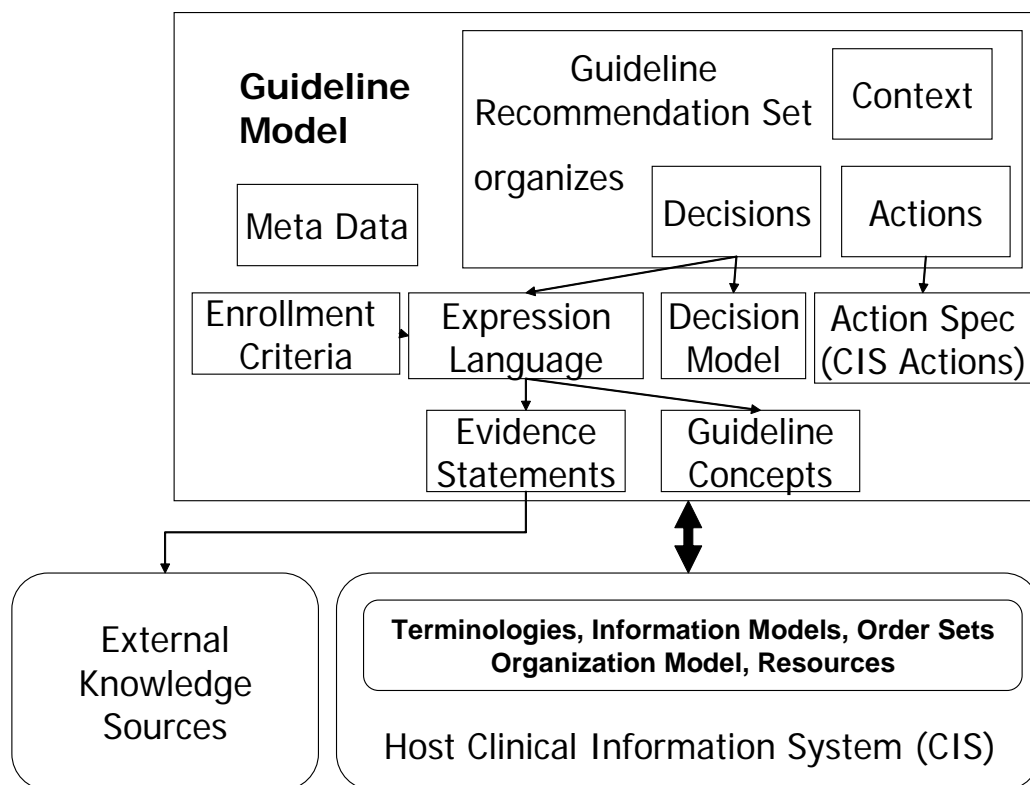 Guideline
Model
Guideline
Recommendation Set
Context
organizes
Decisions
Actions
Meta Data
Enrollment
Criteria
Expression
Language
Decision
Model
Action Spec
(CIS Actions)
Evidence
Statements
Guideline
Concepts
External
Knowledge
Sources
Terminologies, Information Models, Order Sets
Organization Model, Resources
Host Clinical Information System (CIS)